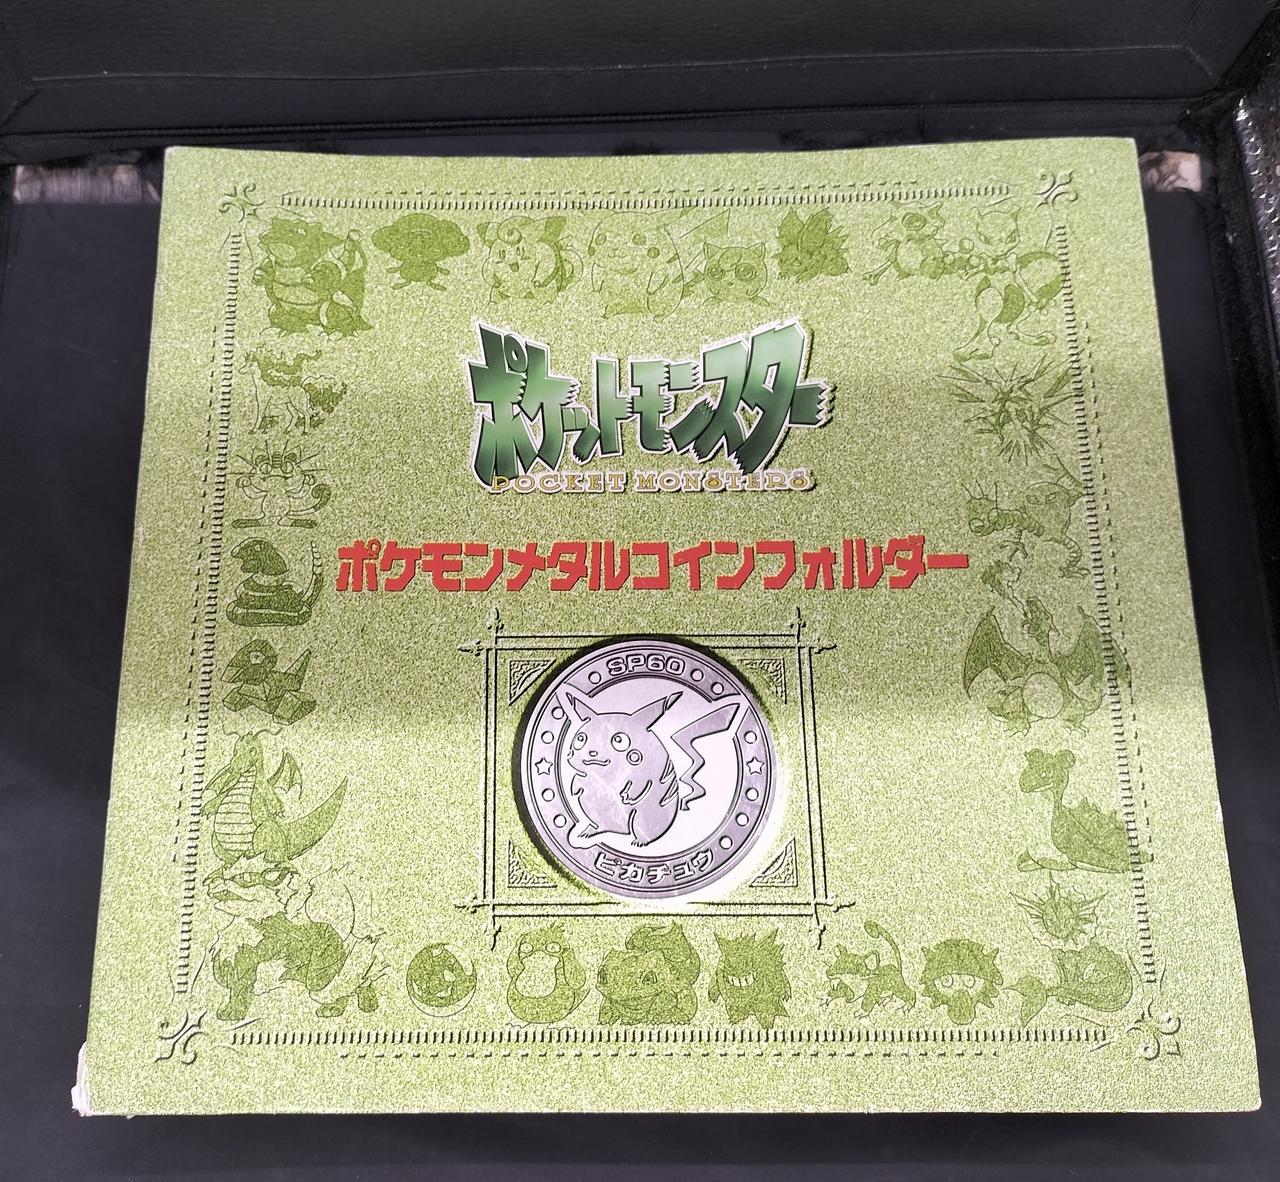 ポケットモンスター
POCKET MONSTERS
ポケモンメタルコインフォルダー
SP60
ピカチュウ